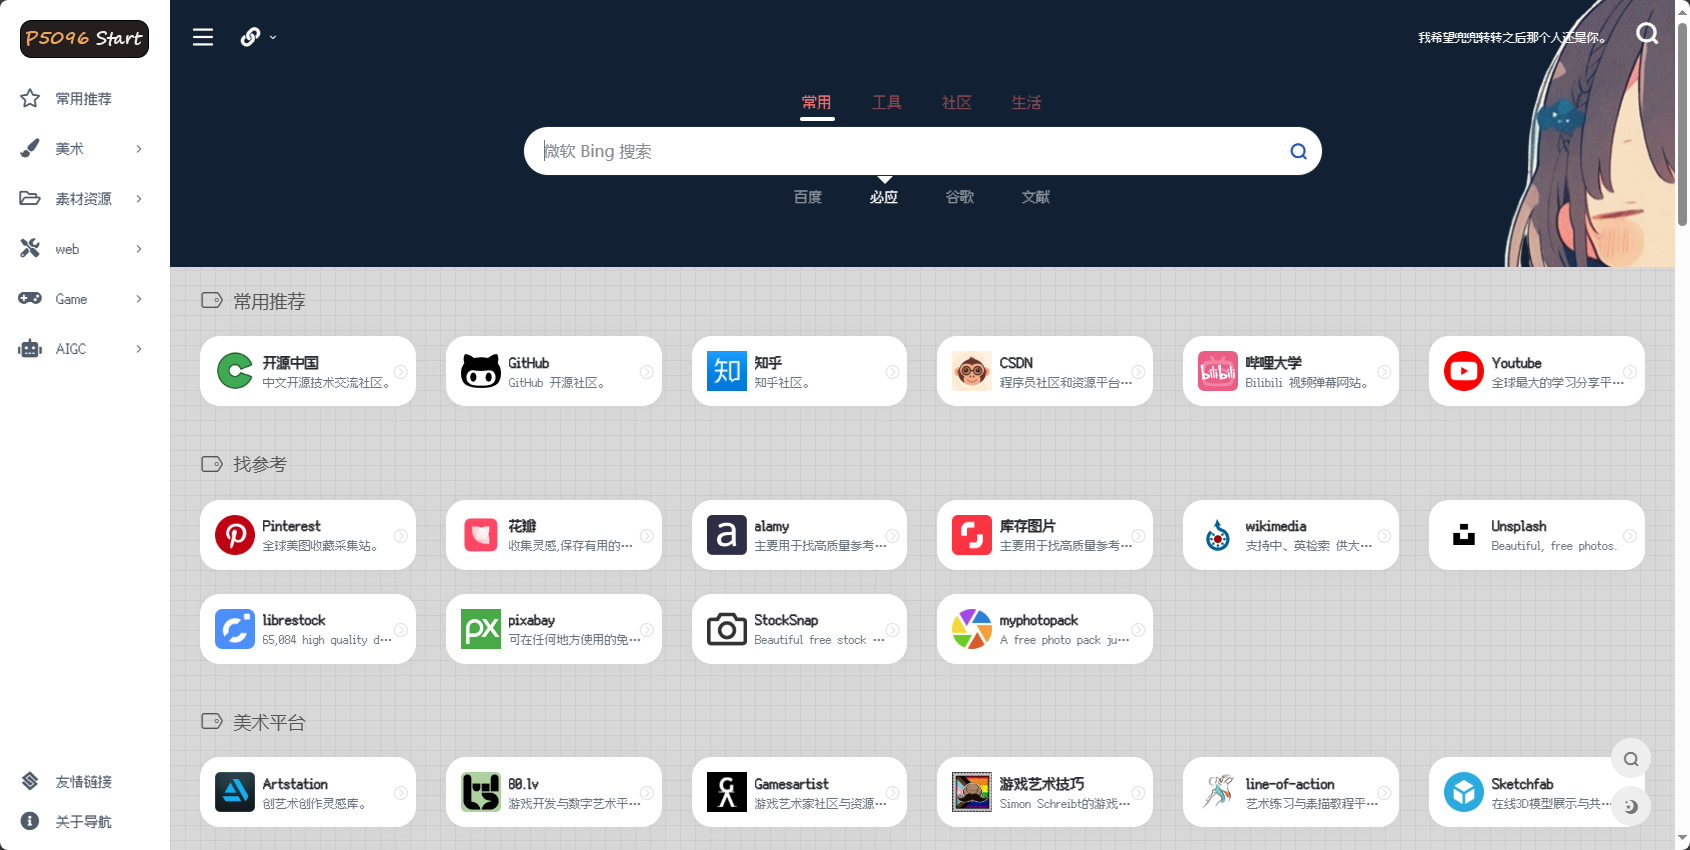 P5096 Start
常用推荐
美术
素材资源
web
Game
AIGC
友情链接
关于导航
我希望兜兜转转之后那个人还是你。
常用 工具 社区 生活
微软 Bing 搜索
百度 必应 谷歌 文献
常用推荐
开源中国
中文开源技术交流社区。
GitHub
GitHub 开源社区。
知
知乎
知乎社区。
CSDN
程序员社区和资源平台…
bilibili
哔哩大学
Bilibili 视频弹幕网站。
Youtube
全球最大的学习分享平…
找参考
Pinterest
全球美图收藏采集站。
花瓣
收集灵感,保存有用的…
a
alamy
主要用于找高质量参考…
库存图片
主要用于找高质量参考…
wikimedia
支持中、英检索 供大…
Unsplash
Beautiful, free photos.
librestock
65,084 high quality d…
px
pixabay
可在任何地方使用的免…
StockSnap
Beautiful free stock …
myphotopack
A free photo pack ju…
美术平台
Artstation
创艺术创作灵感库。
80.lv
游戏开发与数字艺术平…
Gamesartist
游戏艺术家社区与资源…
游戏艺术技巧
Simon Schreibt的游戏…
line-of-action
艺术练习与素描教程平…
Sketchfab
在线3D模型展示与共…